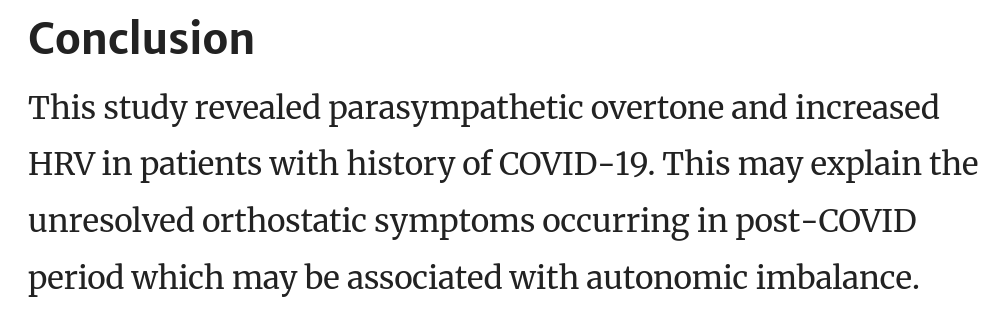 Conclusion
This study revealed parasympathetic overtone and increased
HRV in patients with history of COVID-19. This may explain the
unresolved orthostatic symptoms occurring in post-COVID
period which may be associated with autonomic imbalance.